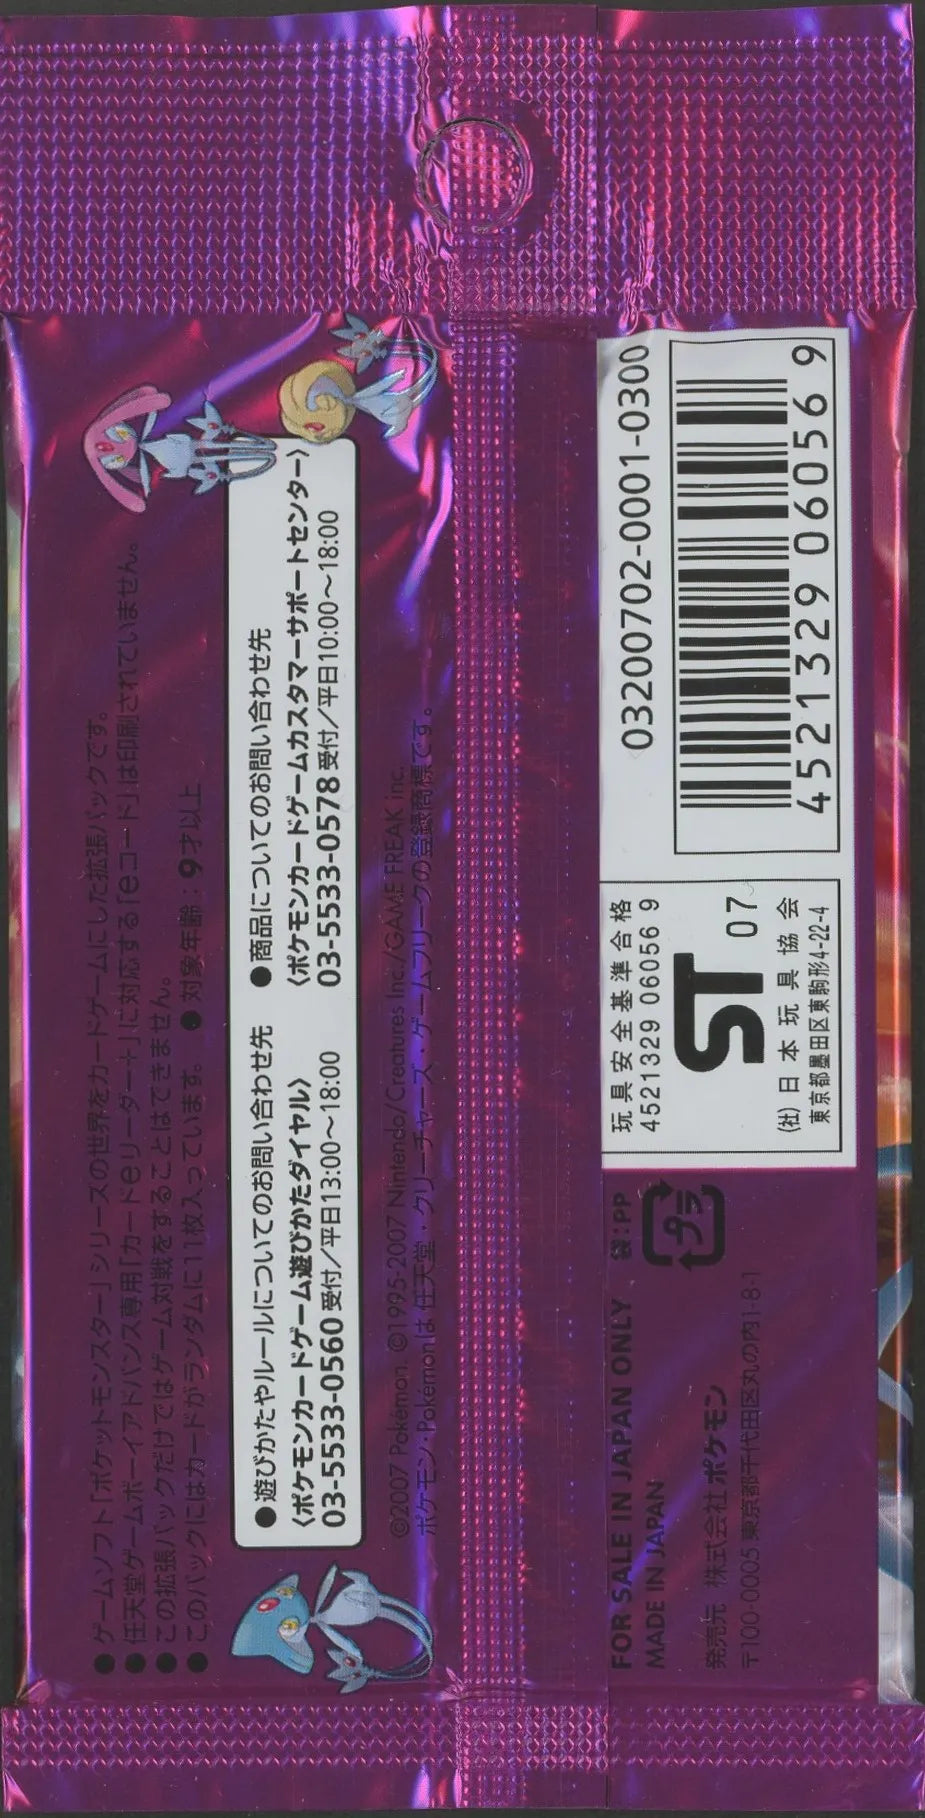 ● ゲームソフト「ポケットモンスター」シリーズの世界をカードゲームにした拡張パックです。
● 任天堂ゲームボーイアドバンス専用「カードeリーダー＋」に対応する「eコード」は印刷されていません。
● この拡張パックだけではゲーム対戦をすることはできません。
● このパックにはカードがランダムに11枚入っています。 ● 対象年齢：9才以上
● 遊びかたやルールについてのお問い合わせ先
〈ポケモンカードゲーム遊びかたダイヤル〉
03-5533-0560 受付／平日13:00～18:00
● 商品についてのお問い合わせ先
〈ポケモンカードゲームカスタマーサポートセンター〉
03-5533-0578 受付／平日10:00～18:00
©2007 Pokémon. ©1995-2007 Nintendo/Creatures Inc./GAME FREAK inc.
ポケモン・Pokémonは 任天堂・クリーチャーズ・ゲームフリークの登録商標です。
FOR SALE IN JAPAN ONLY
MADE IN JAPAN
発売元 株式会社ポケモン
〒100-0005 東京都千代田区丸の内1-8-1
袋:PP
プラ
玩具安全基準合格
4521329 06056 9
ST 07
(社)日本玩具協会
東京都墨田区東駒形4-22-4
03200702-0001-0300
4521329 06056 9